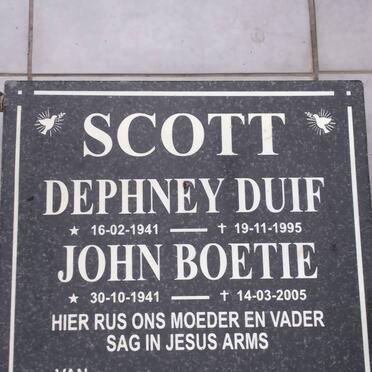 SCOTT
DEPHNEY DUIF
★ 16-02-1941 — ✝ 19-11-1995
JOHN BOETIE
★ 30-10-1941 — ✝ 14-03-2005
HIER RUS ONS MOEDER EN VADER
SAG IN JESUS ARMS
VAN